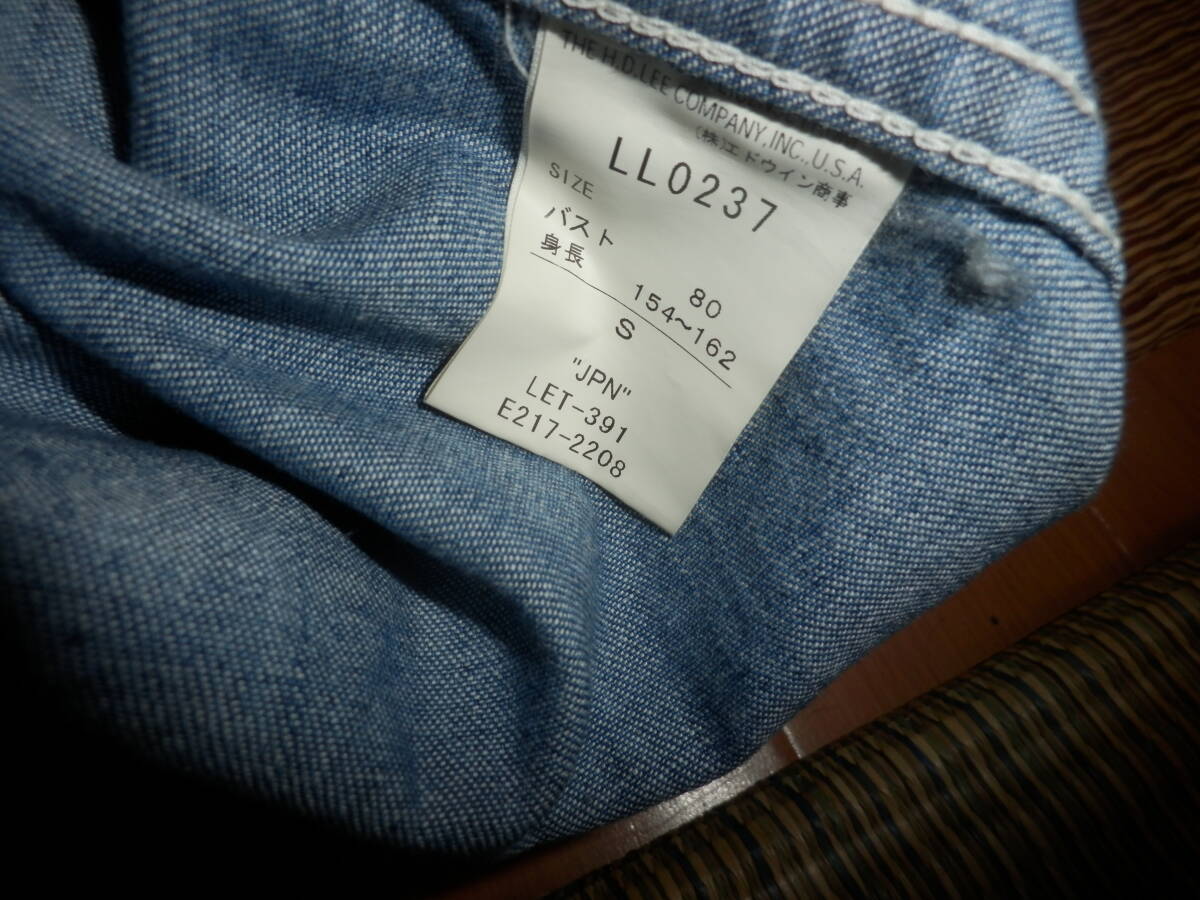 THE H.D.LEE COMPANY,INC.,U.S.A.
(株)エドウイン商事
LL0237
SIZE
バスト 80
身長 154~162
S
"JPN"
LET-391
E217-2208